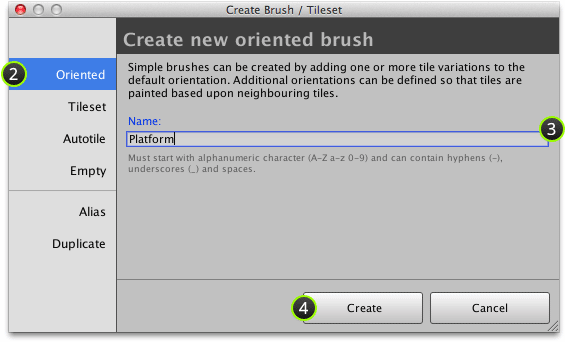 Create Brush / Tileset
Create new oriented brush
2
Oriented
Tileset
Autotile
Empty
Alias
Duplicate
Simple brushes can be created by adding one or more tile variations to the
default orientation. Additional orientations can be defined so that tiles are
painted based upon neighbouring tiles.
Name:
3
Platform
Must start with alphanumeric character (A-Z a-z 0-9) and can contain hyphens (-),
underscores (_) and spaces.
4
Create
Cancel